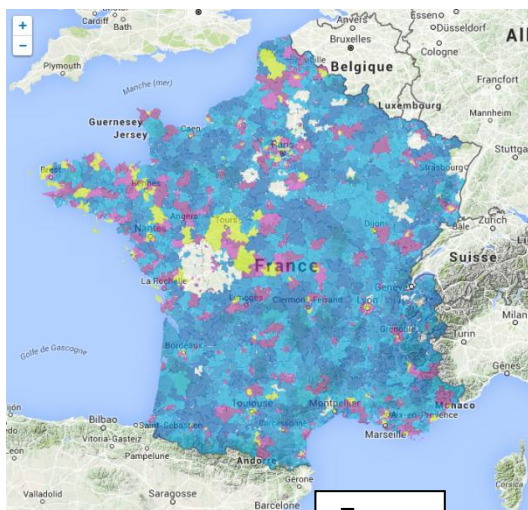 Cardiff
Bath
Essen
Düsseldorf
Anvers
Bruxelles
Cologne
All
Plymouth
Belgique
Francfort
Manche (mer)
Luxembourg
Mannheim
Guernesey
Jersey
Caen
Paris
Strasbourg
Stuttga
Brest
Rennes
Angers
Tours
Dijon
Zurich
Bâle
Nantes
Suisse
France
La Rochelle
Genève
Limoges
Clermont-Ferrand
Lyon
Milan
Grenoble
Turin
Golfe de Gascogne
Bordeaux
Gênes
Toulouse
Montpellier
Aix-en-Provence
Monaco
Bilbao
Saint-Sébastien
Carcassonne
Marseille
Vitoria-Gasteiz
Pampelune
Andorre
Gérone
Corsica
Valladolid
Saragosse
Barcelone